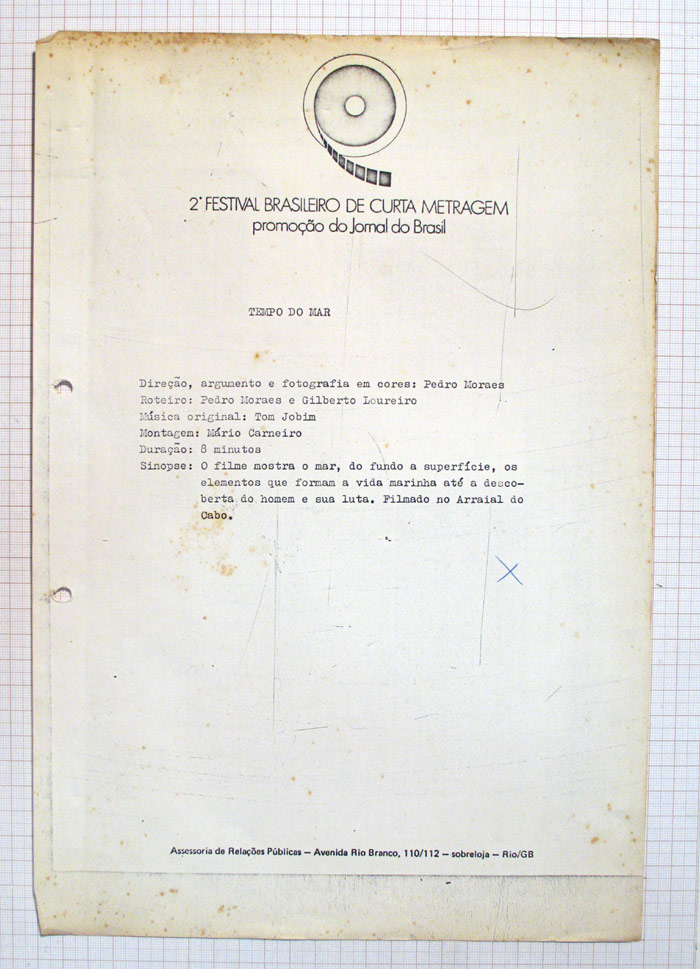 2º FESTIVAL BRASILEIRO DE CURTA METRAGEM
promoção do Jornal do Brasil
TEMPO DO MAR
Direção, argumento e fotografia em cores: Pedro Moraes
Roteiro: Pedro Moraes e Gilberto Loureiro
Música original: Tom Jobim
Montagem: Mário Carneiro
Duração: 8 minutos
Sinopse: O filme mostra o mar, do fundo a superfície, os
elementos que formam a vida marinha até a desco-
berta do homem e sua luta. Filmado no Arraial do
Cabo.
Assessoria de Relações Públicas — Avenida Rio Branco, 110/112 — sobreloja — Rio/GB